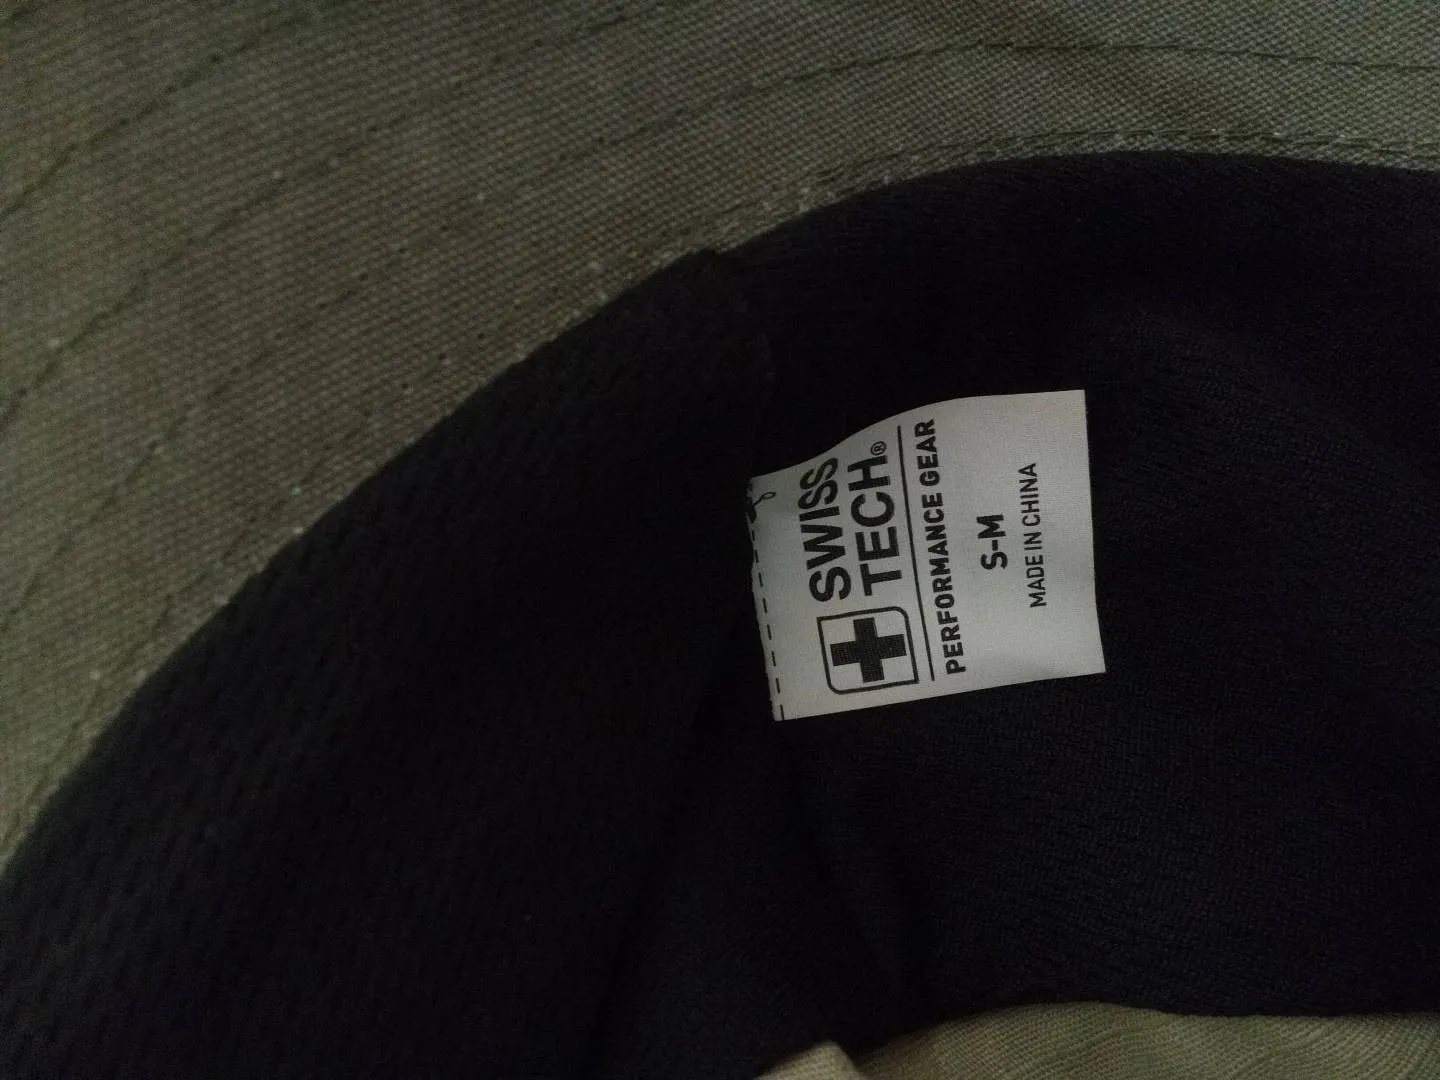 SWISS
TECH®
PERFORMANCE GEAR
S-M
MADE IN CHINA